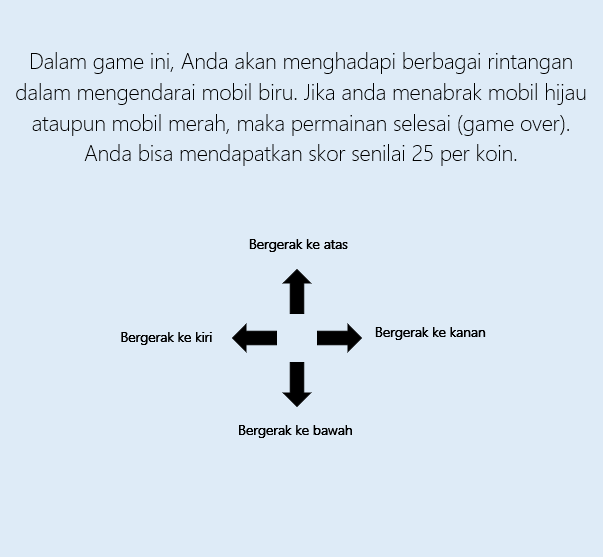 Dalam game ini, Anda akan menghadapi berbagai rintangan
dalam mengendarai mobil biru. Jika anda menabrak mobil hijau
ataupun mobil merah, maka permainan selesai (game over).
Anda bisa mendapatkan skor senilai 25 per koin.
Bergerak ke atas
Bergerak ke kiri
Bergerak ke kanan
Bergerak ke bawah